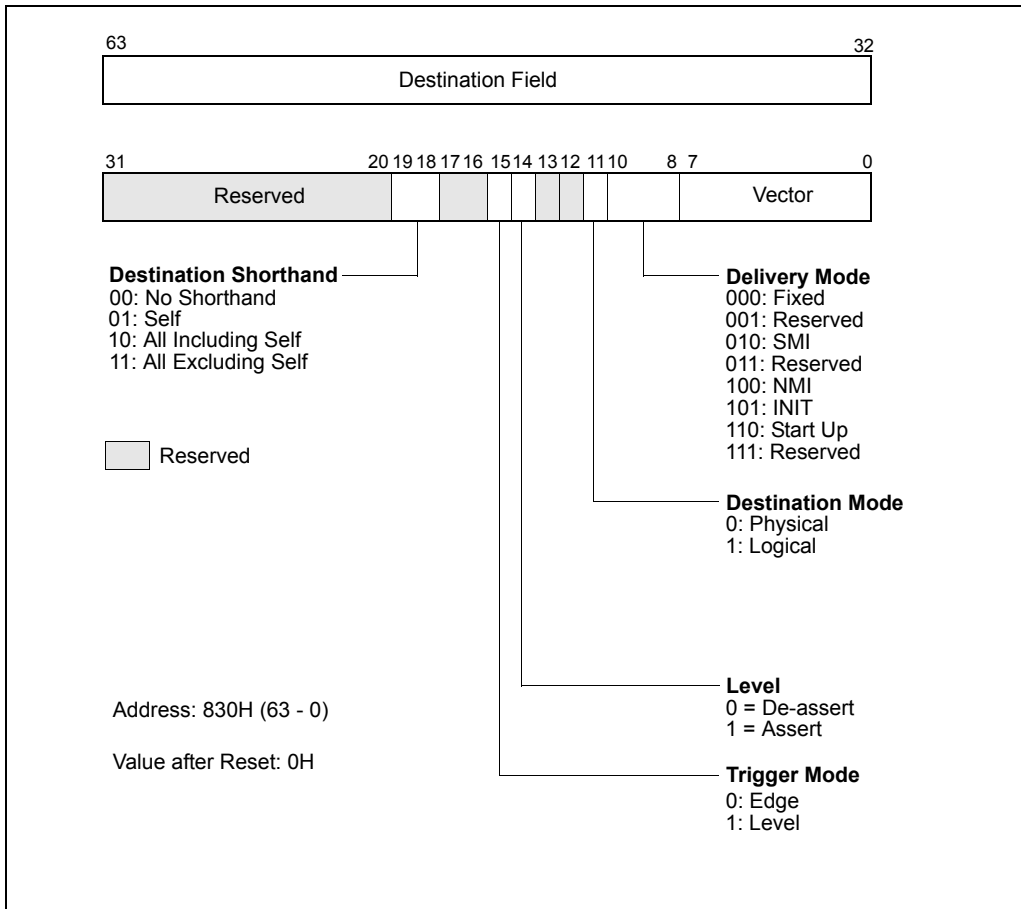 63 32
Destination Field
31 20 19 18 17 16 15 14 13 12 11 10 8 7 0
Reserved Vector
Destination Shorthand
00: No Shorthand
01: Self
10: All Including Self
11: All Excluding Self
Reserved
Delivery Mode
000: Fixed
001: Reserved
010: SMI
011: Reserved
100: NMI
101: INIT
110: Start Up
111: Reserved
Destination Mode
0: Physical
1: Logical
Level
0 = De-assert
1 = Assert
Address: 830H (63 - 0)
Value after Reset: 0H
Trigger Mode
0: Edge
1: Level